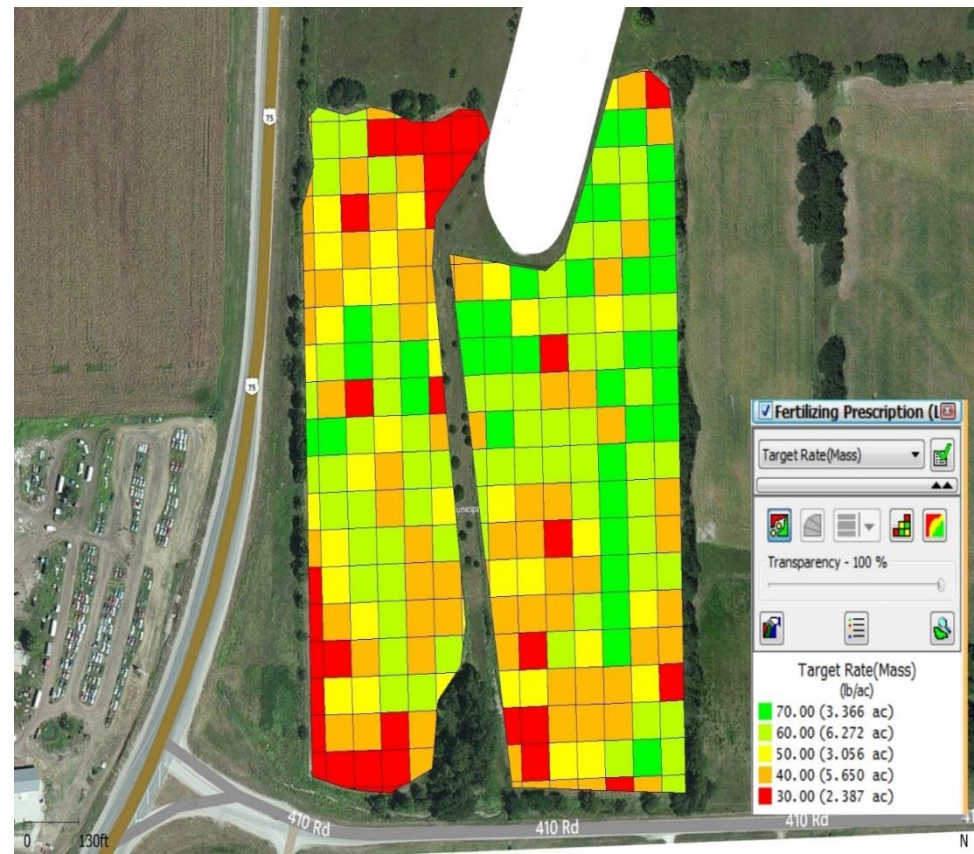 75
75
unicipa
Fertilizing Prescription (L
Target Rate(Mass)
Transparency - 100 %
Target Rate(Mass)
(lb/ac)
70.00 (3.366 ac)
60.00 (6.272 ac)
50.00 (3.056 ac)
40.00 (5.650 ac)
30.00 (2.387 ac)
410 Rd
410 Rd
410 Rd
41
0
130ft
N